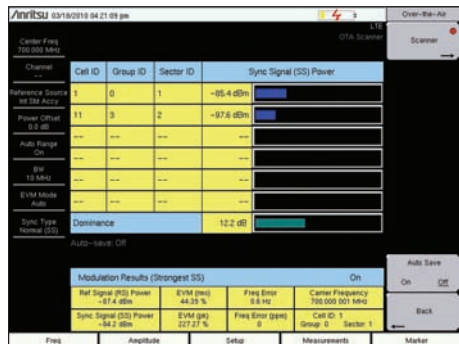 Anritsu 03/18/2010 04:21:09 pm
Over-the-Air
LTE
OTA Scanner
Scanner
Center Freq
700.000 MHz
Channel
--
Reference Source
Int Std Accy
Power Offset
0.0 dB
Auto Range
On
BW
10 MHz
EVM Mode
Auto
Sync Type
Normal (SS)
Cell ID Group ID Sector ID Sync Signal (SS) Power
1 0 1 -85.4 dBm
11 3 2 -97.6 dBm
-- -- -- --
-- -- -- --
-- -- -- --
-- -- -- --
Dominance 12.2 dB
Auto-save: Off
Modulation Results (Strongest SS) On
Ref Signal (RS) Power EVM (rms) Freq Error Carrier Frequency
-87.4 dBm 44.39 % 0.6 Hz 700.000 001 MHz
Sync Signal (SS) Power EVM (pk) Freq Error (ppm) Cell ID: 1
-84.2 dBm 227.27 % 0 Group: 0 Sector: 1
Auto Save
On Off
Back
Freq Amplitude Setup Measurements Marker